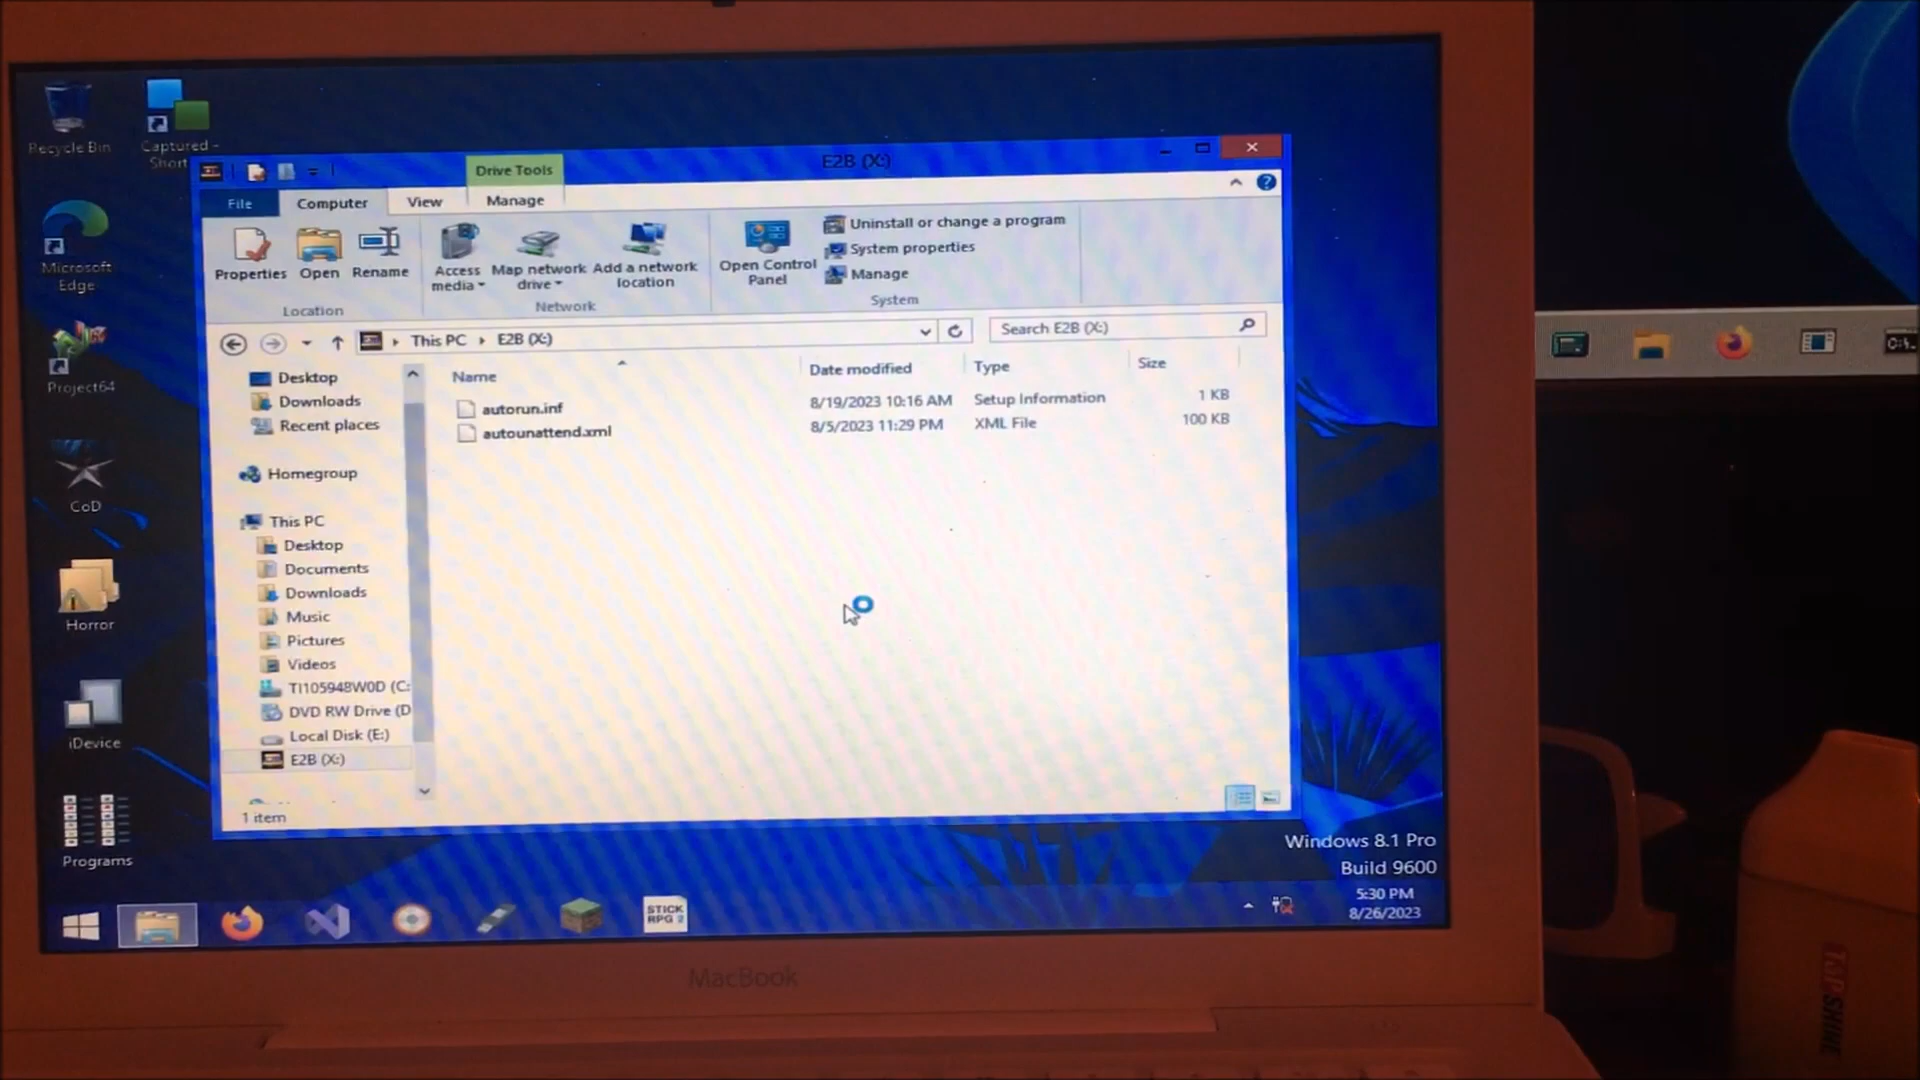 Recycle Bin
Captured -
Short
Microsoft
Edge
Project64
CoD
Horror
iDevice
Programs
Drive Tools
E2B (X:)
File
Computer
View
Manage
Properties
Open
Rename
Location
Access
media
Map network
drive
Add a network
location
Network
Open Control
Panel
Uninstall or change a program
System properties
Manage
System
This PC
E2B (X:)
Search E2B (X:)
Name
Date modified
Type
Size
autorun.inf
8/19/2023 10:16 AM
Setup Information
1 KB
autounattend.xml
8/5/2023 11:29 PM
XML File
100 KB
Desktop
Downloads
Recent places
Homegroup
This PC
Desktop
Documents
Downloads
Music
Pictures
Videos
TI105948W0D (C:
DVD RW Drive (D
Local Disk (E:)
E2B (X:)
1 item
Windows 8.1 Pro
Build 9600
5:30 PM
8/26/2023
STICK
RPG 2
MacBook
C:\.